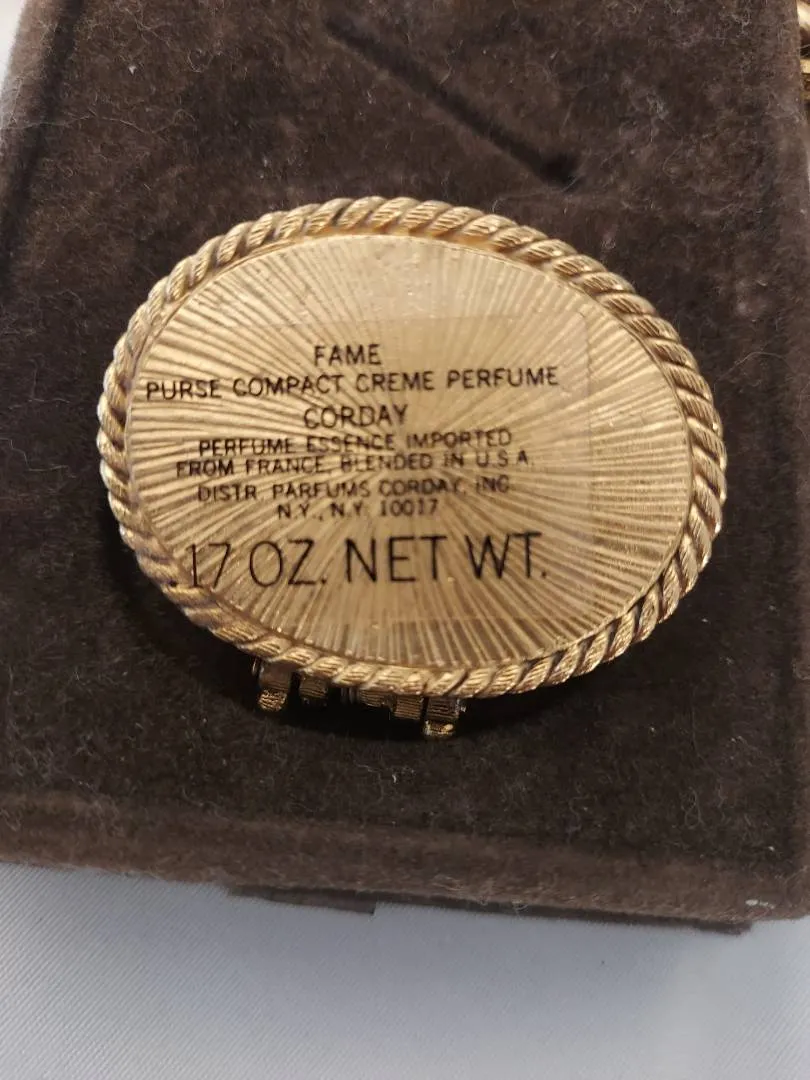 FAME
PURSE COMPACT CREME PERFUME
CORDAY
PERFUME ESSENCE IMPORTED
FROM FRANCE, BLENDED IN U.S.A.
DISTR. PARFUMS CORDAY, INC.
N.Y., N.Y. 10017
.17 OZ. NET WT.